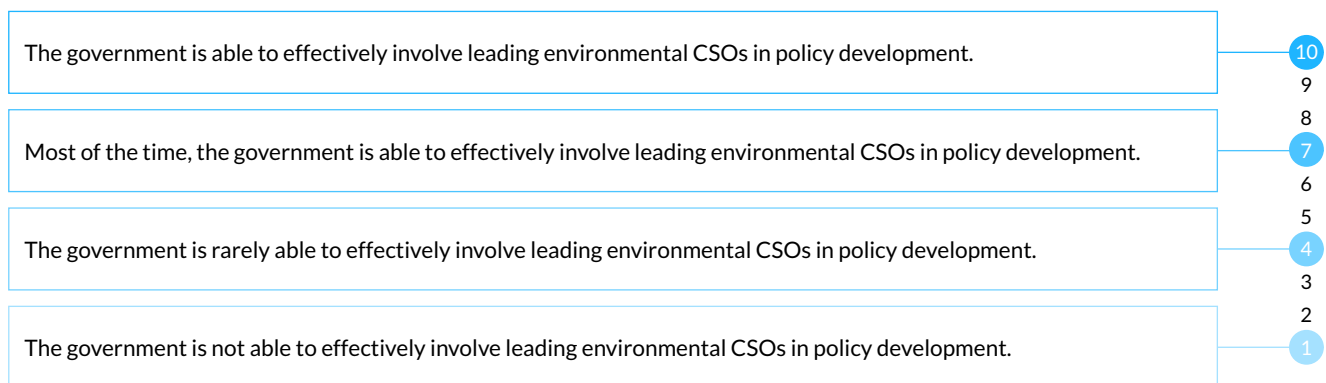 The government is able to effectively involve leading environmental CSOs in policy development.
10
9
8
Most of the time, the government is able to effectively involve leading environmental CSOs in policy development.
7
6
5
The government is rarely able to effectively involve leading environmental CSOs in policy development.
4
3
2
The government is not able to effectively involve leading environmental CSOs in policy development.
1